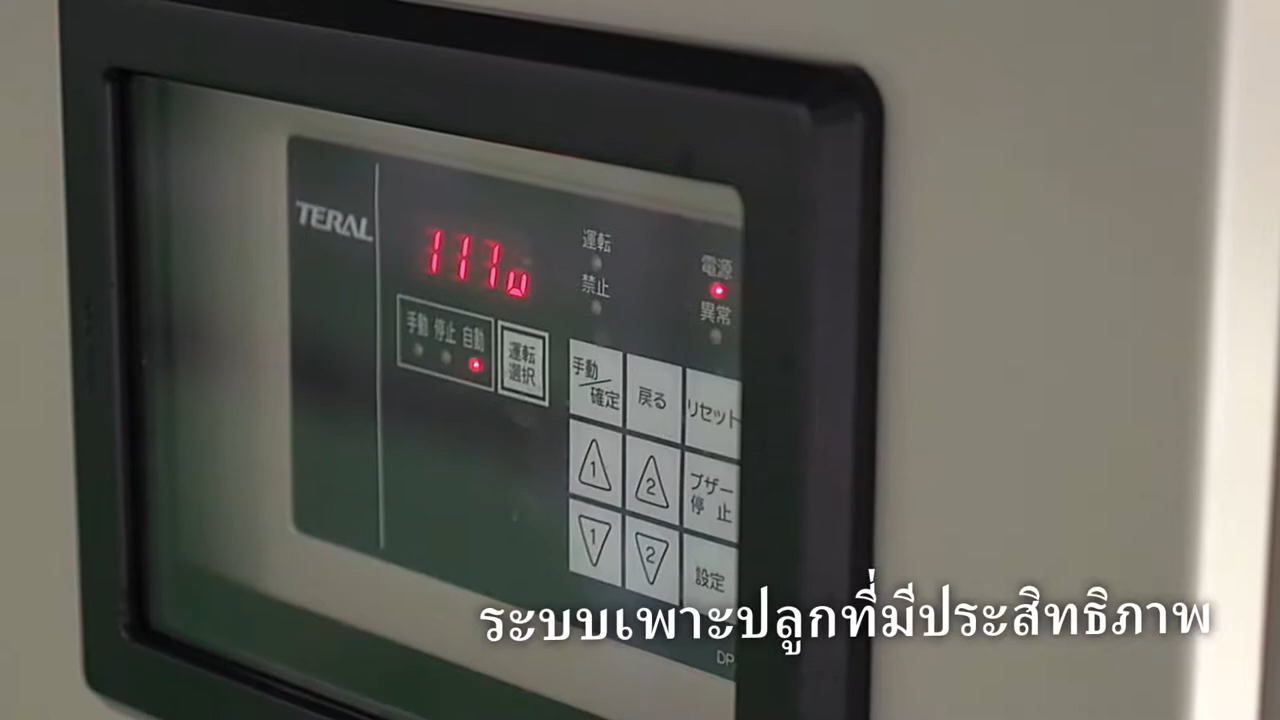 TERAL
117u
運転
禁止
電源
異常
手動 停止 自動
運転
選択
手動/確定
戻る
リセット
1
2
ブザー
停止
1
2
設定
ระบบเพาะปลูกที่มีประสิทธิภาพ
DP